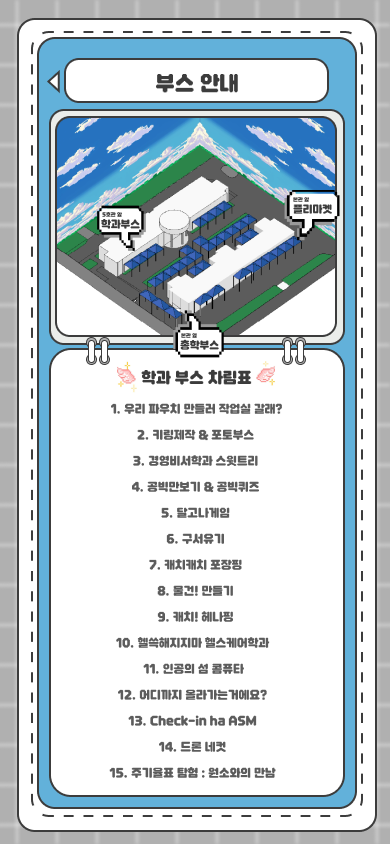 부스 안내
5호관 앞
학과부스
본관 앞
플리마켓
본관 앞
총학부스
학과 부스 차림표
1. 우리 파우치 만들러 작업실 갈래?
2. 키링제작 & 포토부스
3. 경영비서학과 스윗트리
4. 공빅만보기 & 공빅퀴즈
5. 달고나게임
6. 구서유기
7. 캐치캐치 포장핑
8. 물건! 만들기
9. 캐치! 헤나핑
10. 헬쓱해지지마 헬스케어학과
11. 인공의 섬 콤퓨타
12. 어디까지 올라가는거에요?
13. Check-in ha ASM
14. 드론 네컷
15. 주기율표 탐험 : 원소와의 만남